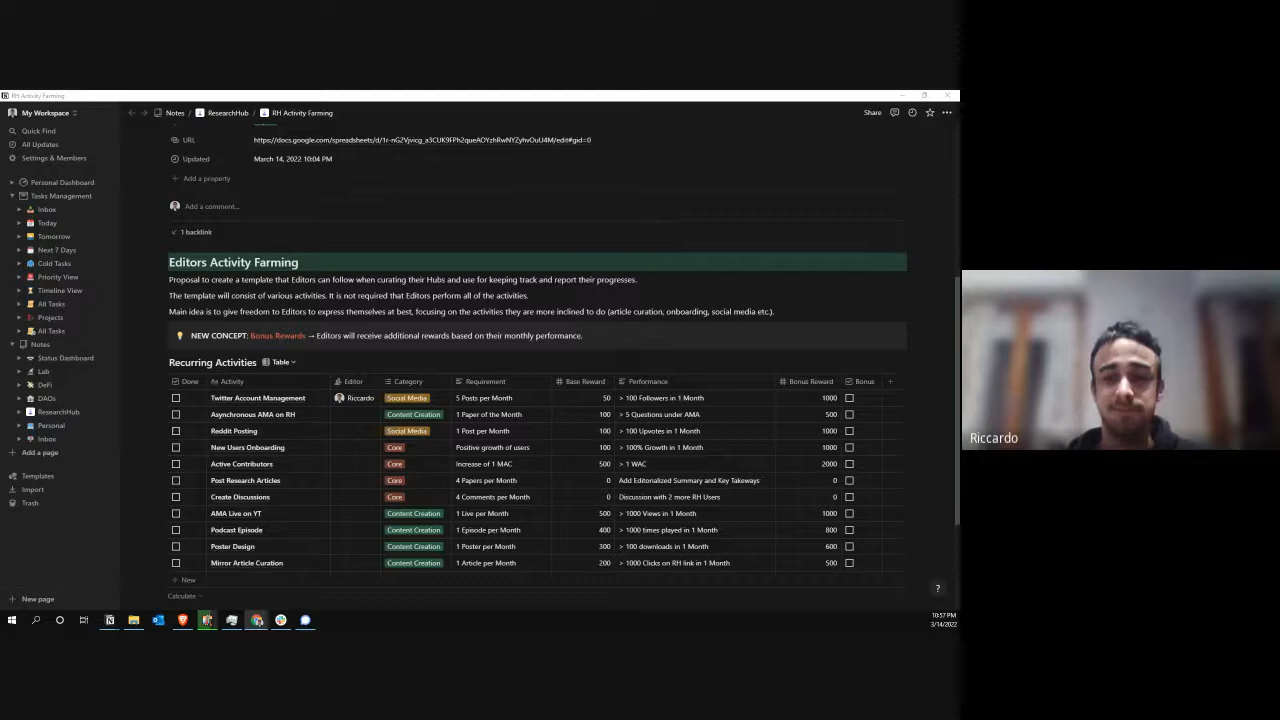 RH Activity Farming
My Workspace
Notes / ResearchHub / RH Activity Farming
Share
Quick Find
All Updates
Settings & Members
Personal Dashboard
Tasks Management
Inbox
Today
Tomorrow
Next 7 Days
Cold Tasks
Priority View
Timeline View
All Tasks
Projects
All Tasks
Notes
Status Dashboard
Lab
DeFi
DAOs
ResearchHub
Personal
Inbox
Add a page
Templates
Import
Trash
New page
URL
Updated March 14, 2022 10:04 PM
Add a property
Add a comment...
1 backlink
Editors Activity Farming
Proposal to create a template that Editors can follow when curating their Hubs and use for keeping track and report their progresses.
The template will consist of various activities. It is not required that Editors perform all of the activities.
Main idea is to give freedom to Editors to express themselves at best, focusing on the activities they are more inclined to do (article curation, onboarding, social media etc.).
NEW CONCEPT: Bonus Rewards → Editors will receive additional rewards based on their monthly performance.
Recurring Activities Table
Done Activity Editor Category Requirement Base Reward Performance Bonus Reward Bonus
Twitter Account Management Riccardo Social Media 5 Posts per Month 50 > 100 Followers in 1 Month 1000
Asynchronous AMA on RH Content Creation 1 Paper of the Month 100 > 5 Questions under AMA 500
Reddit Posting Social Media 1 Post per Month 100 > 100 Upvotes in 1 Month 1000
New Users Onboarding Core Positive growth of users 100 > 100% Growth in 1 Month 1000
Active Contributors Core Increase of 1 MAC 500 > 1 WAC 2000
Post Research Articles Core 4 Papers per Month 0 Add Editorialized Summary and Key Takeways 0
Create Discussions Core 4 Comments per Month 0 Discussion with 2 more RH Users 0
AMA Live on YT Content Creation 1 Live per Month 500 > 1000 Views in 1 Month 1000
Podcast Episode Content Creation 1 Episode per Month 400 > 1000 times played in 1 Month 800
Poster Design Content Creation 1 Poster per Month 300 > 100 downloads in 1 Month 600
Mirror Article Curation Content Creation 1 Article per Month 200 > 1000 Clicks on RH link in 1 Month 500
+ New
Calculate
?
10:57 PM
3/14/2022
Riccardo